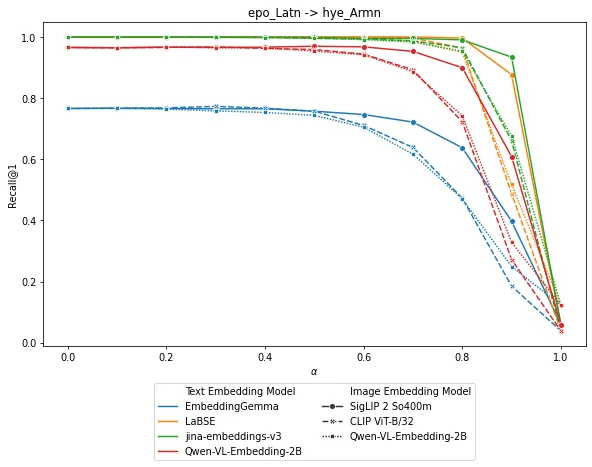 epo_Latn -> hye_Armn
1.0
0.8
0.6
0.4
0.2
0.0
Recall@1
0.0 0.2 0.4 0.6 0.8 1.0
α
Text Embedding Model
EmbeddingGemma
LaBSE
jina-embeddings-v3
Qwen-VL-Embedding-2B
Image Embedding Model
SigLIP 2 So400m
CLIP ViT-B/32
Qwen-VL-Embedding-2B